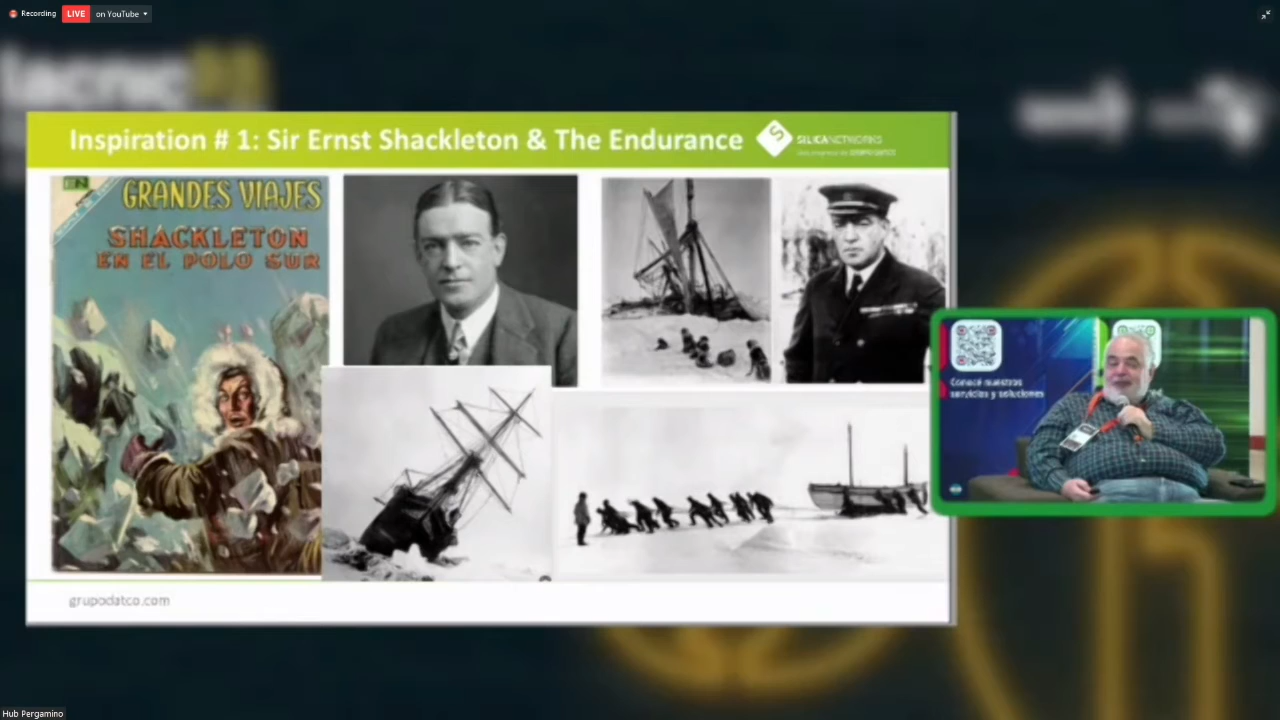 Recording LIVE on YouTube
Inspiration # 1: Sir Ernst Shackleton & The Endurance
SILICANETWORKS
GRANDES VIAJES
SHACKLETON
EN EL POLO SUR
Conocé nuestros
servicios y soluciones
grupodatco.com
Hub Pergamino